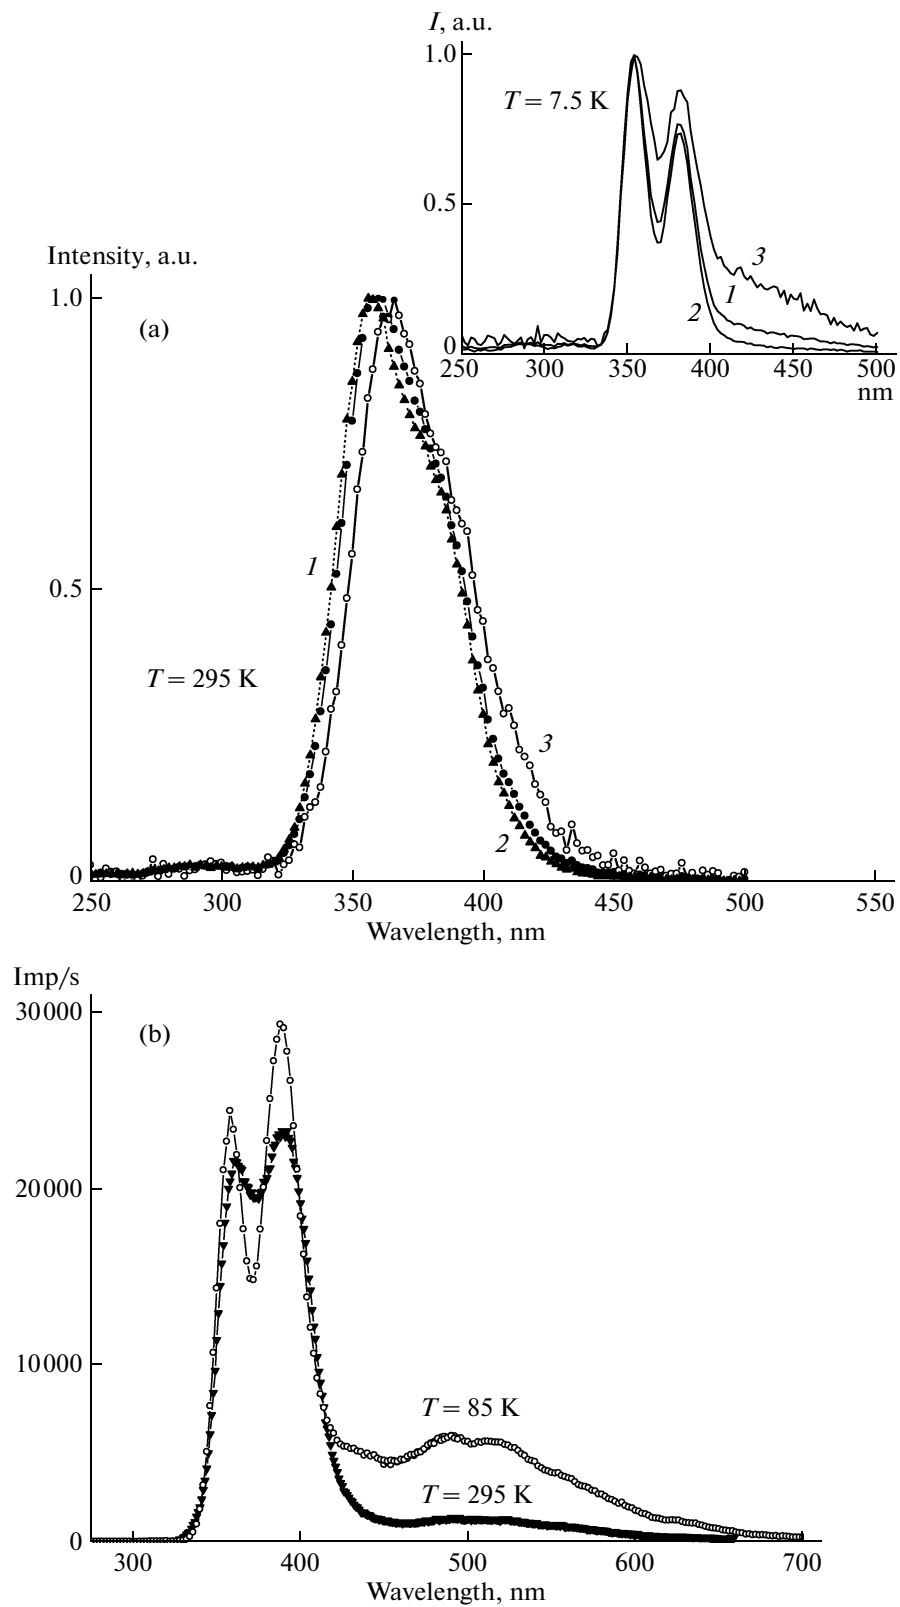 I, a.u.
1.0
T = 7.5 K
0.5
3
1
2
0
250 300 350 400 450 500
nm
Intensity, a.u.
1.0
(a)
1
0.5
T = 295 K
3
2
0
250 300 350 400 450 500 550
Wavelength, nm
Imp/s
30000
(b)
20000
10000
T = 85 K
T = 295 K
0
300 400 500 600 700
Wavelength, nm